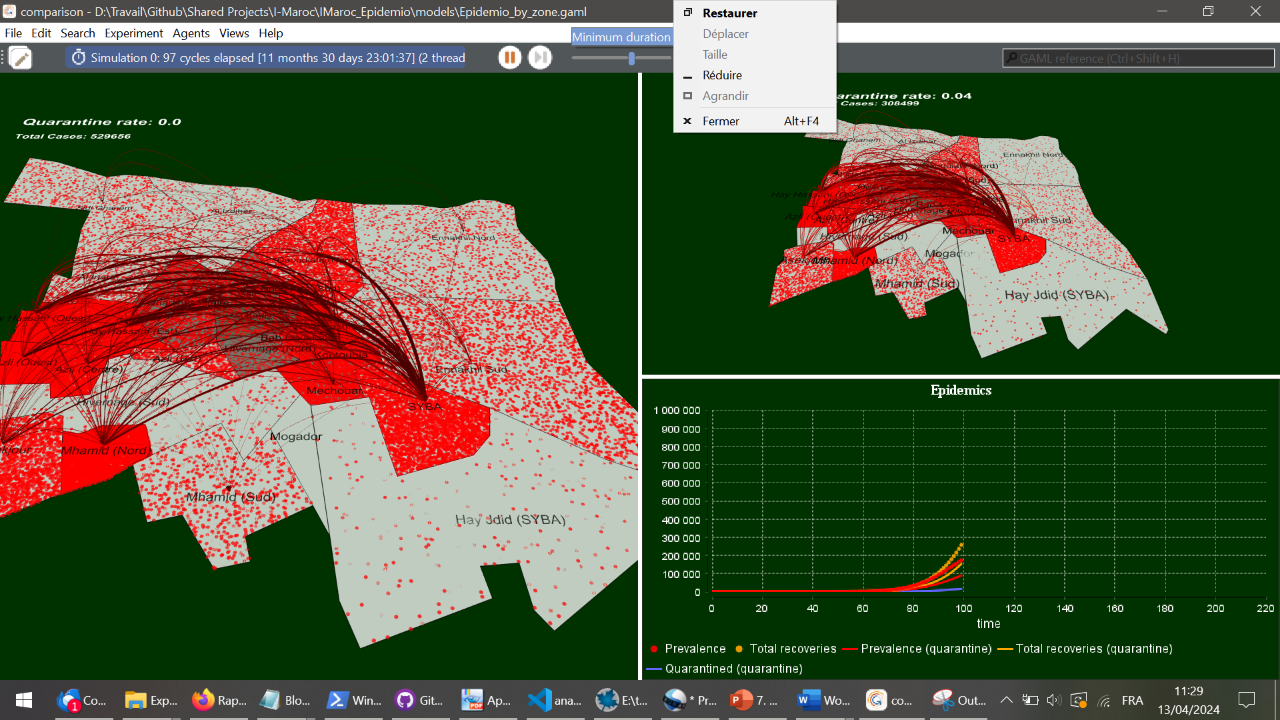 comparison - D:\Travail\Github\Shared Projects\I-Maroc\IMaroc_Epidemio\models\Epidemio_by_zone.gaml
File Edit Search Experiment Agents Views Help
Simulation 0: 97 cycles elapsed [11 months 30 days 23:01:37] (2 thread
Minimum duration
GAML reference (Ctrl+Shift+H)
Restaurer
Déplacer
Taille
Réduire
Agrandir
Fermer Alt+F4
Quarantine rate: 0.0
Total Cases: 529656
Ennakhil Nord
Azli (Centre)
Ennakhil Sud
Mechouar
SYBA
Mogador
Mhamid (Nord)
Mhamid (Sud)
Hay Jdid (SYBA)
Quarantine rate: 0.04
Cases: 308499
Ennakhil Nord
Ennakhil Sud
Mechouar
SYBA
Mogador
Mhamid (Nord)
Mhamid (Sud)
Hay Jdid (SYBA)
Epidemics
1 000 000
900 000
800 000
700 000
600 000
500 000
400 000
300 000
200 000
100 000
0
0 20 40 60 80 100 120 140 160 180 200 220
time
Prevalence Total recoveries Prevalence (quarantine) Total recoveries (quarantine)
Quarantined (quarantine)
1 Co... Exp... Rap... Blo... Win... Git... Ap... ana... E:\t... * Pr... 7. ... Wo... co... Out...
FRA
11:29
13/04/2024